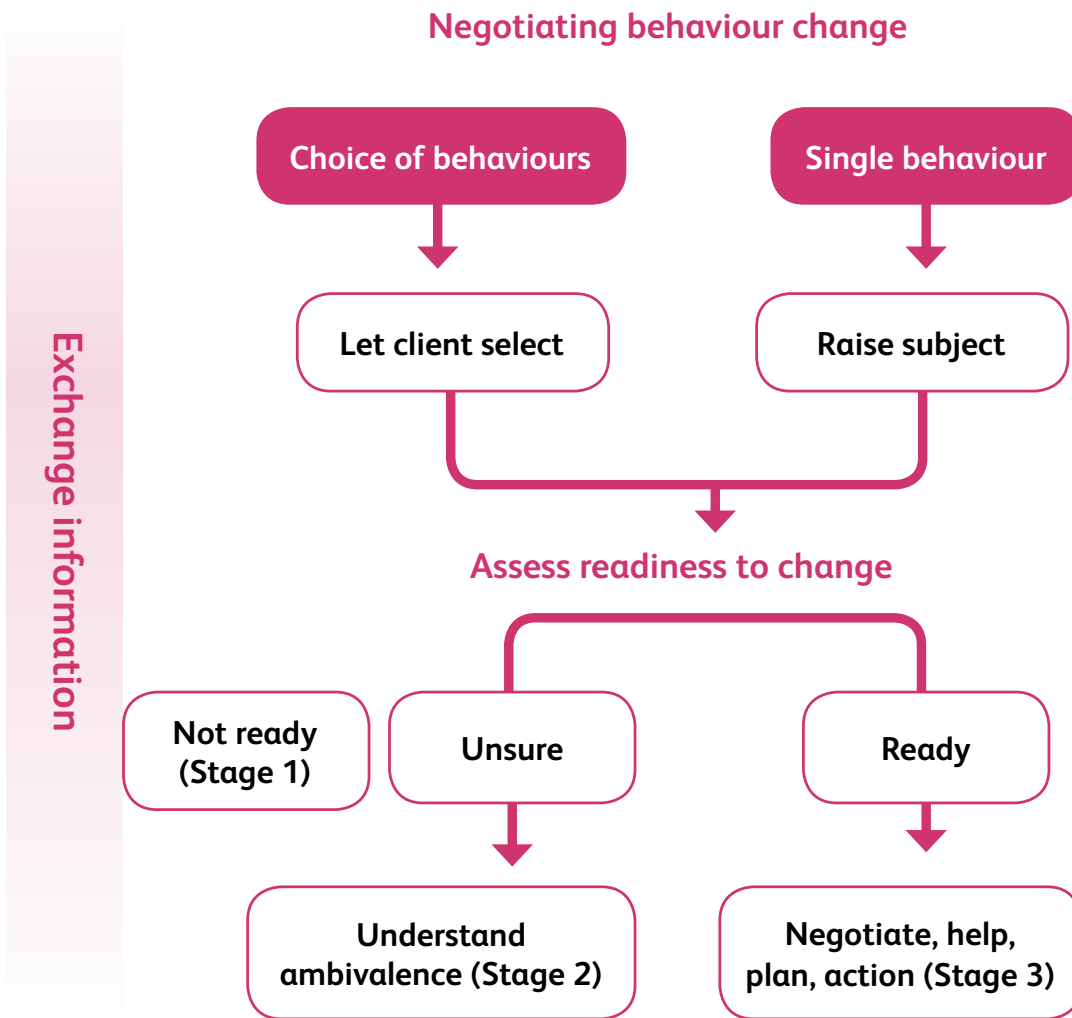 Negotiating behaviour change
Choice of behaviours
Single behaviour
Let client select
Raise subject
Exchange information
Assess readiness to change
Not ready
(Stage 1)
Unsure
Ready
Understand
ambivalence (Stage 2)
Negotiate, help,
plan, action (Stage 3)